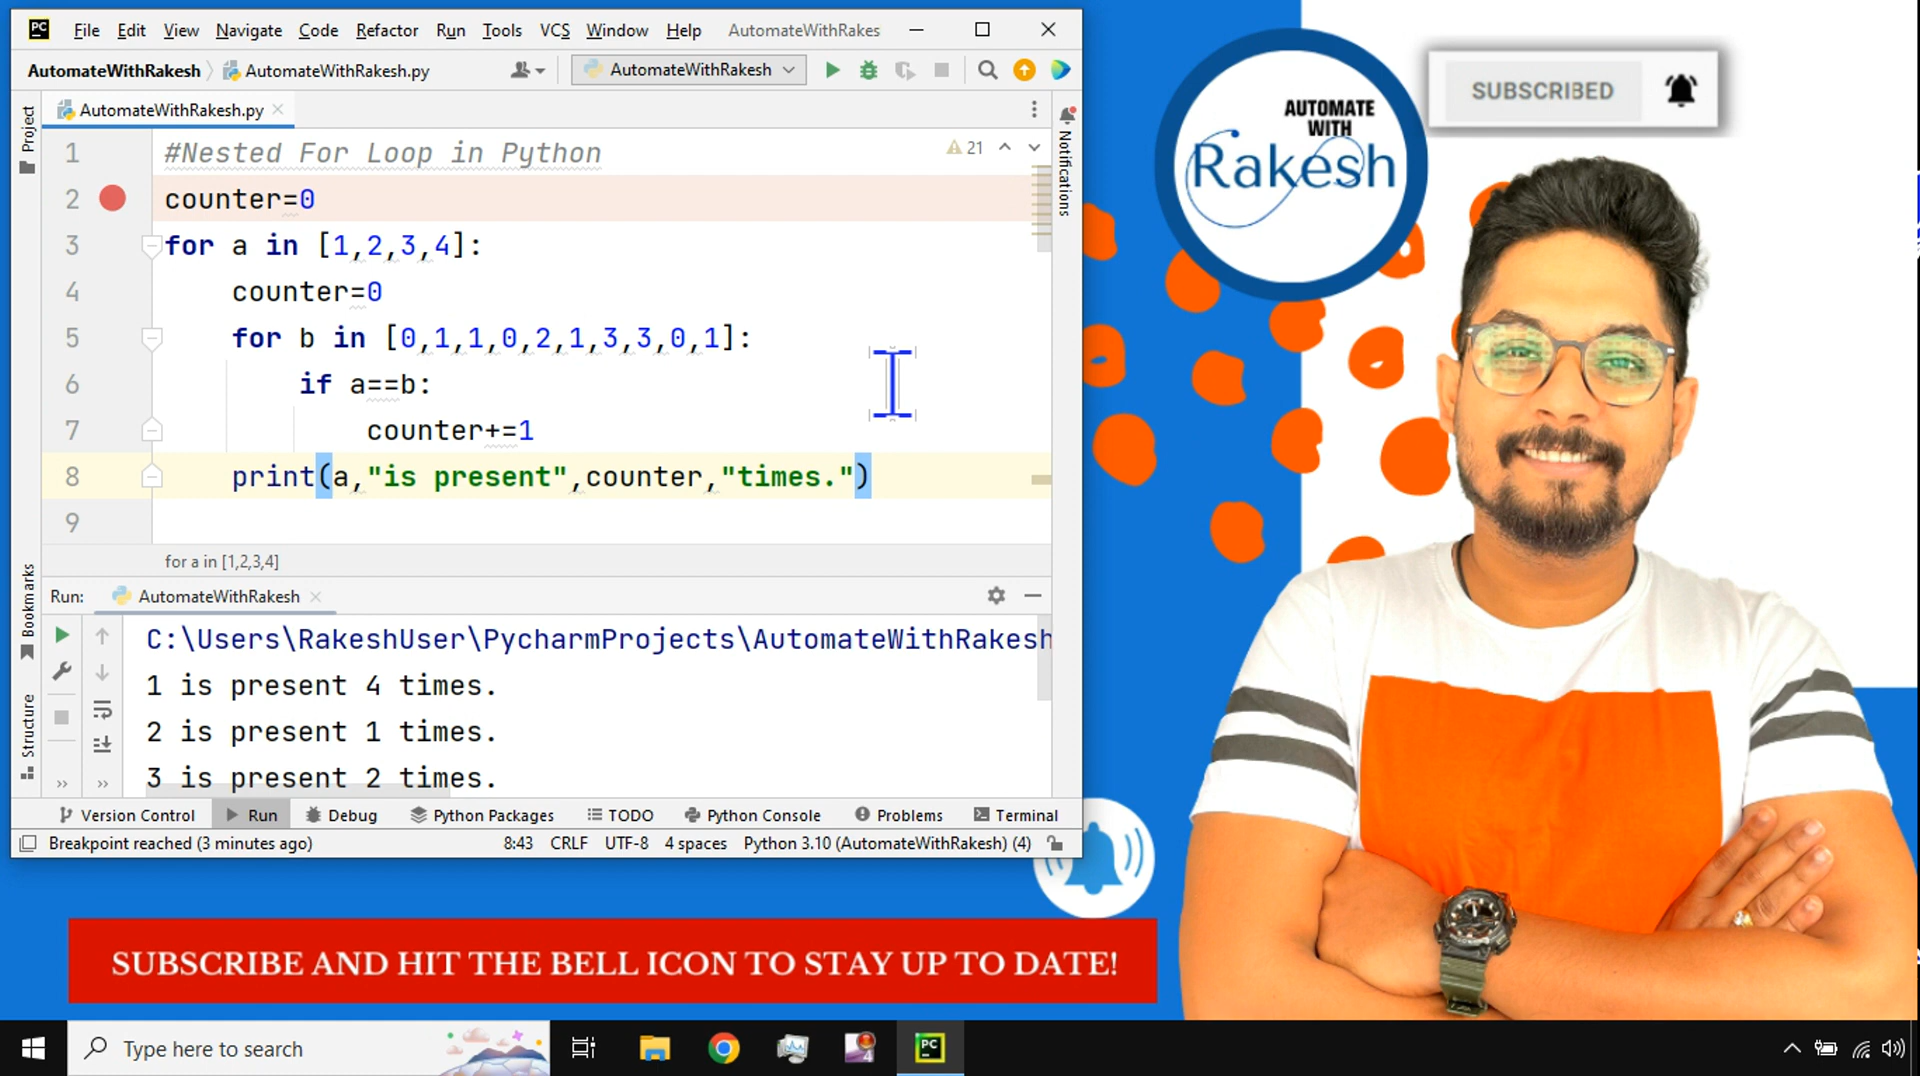 File Edit View Navigate Code Refactor Run Tools VCS Window Help AutomateWithRakes
AutomateWithRakesh AutomateWithRakesh.py AutomateWithRakesh
AutomateWithRakesh.py
1 #Nested For Loop in Python 21
2 counter=0
3 for a in [1,2,3,4]:
4 counter=0
5 for b in [0,1,1,0,2,1,3,3,0,1]:
6 if a==b:
7 counter+=1
8 print(a,"is present",counter,"times.")
9
for a in [1,2,3,4]
Run: AutomateWithRakesh
C:\Users\RakeshUser\PycharmProjects\AutomateWithRakesh
1 is present 4 times.
2 is present 1 times.
3 is present 2 times.
Version Control Run Debug Python Packages TODO Python Console Problems Terminal
Breakpoint reached (3 minutes ago) 8:43 CRLF UTF-8 4 spaces Python 3.10 (AutomateWithRakesh) (4)
Project
Bookmarks
Structure
Notifications
AUTOMATE
WITH
Rakesh
SUBSCRIBED
SUBSCRIBE AND HIT THE BELL ICON TO STAY UP TO DATE!
Type here to search
PC
PC
4